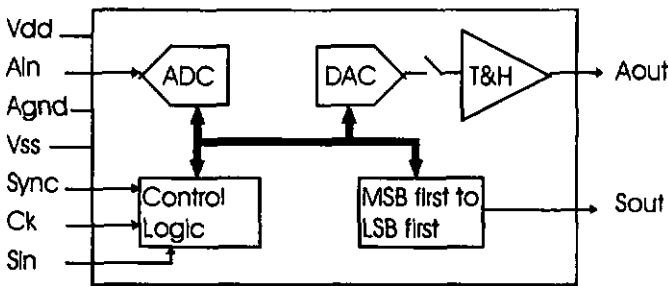 Vdd
AIn
Agnd
Vss
Sync
Ck
SIn
ADC
DAC
T&H
Aout
Control
Logic
MSB first to
LSB first
Sout